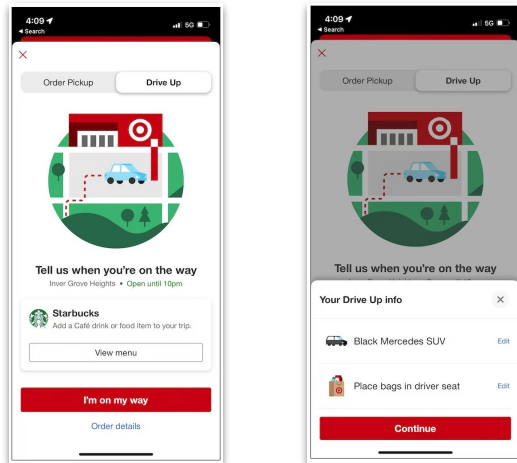 4:09
5G
Search
Order Pickup
Drive Up
Tell us when you're on the way
Inver Grove Heights • Open until 10pm
Starbucks
Add a Café drink or food item to your trip.
View menu
I'm on my way
Order details
4:09
5G
Search
Order Pickup
Drive Up
Tell us when you're on the way
Your Drive Up info
Black Mercedes SUV
Edit
Place bags in driver seat
Edit
Continue